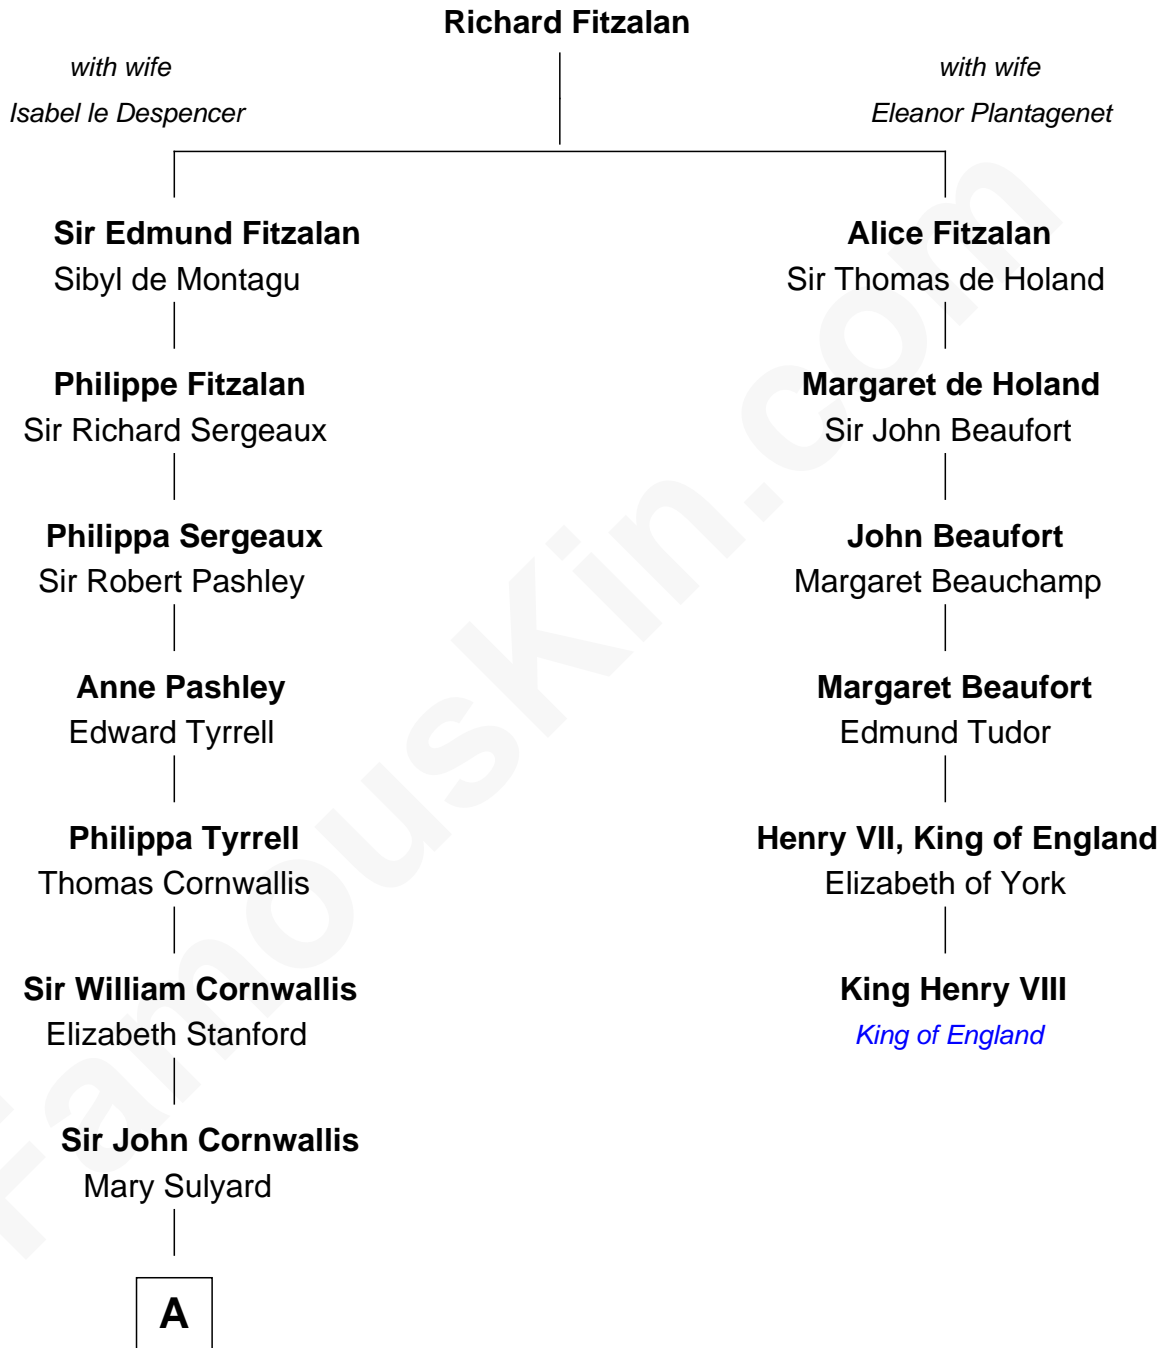 Richard Fitzalan
with wife
Isabel le Despencer
with wife
Eleanor Plantagenet
Sir Edmund Fitzalan
Sibyl de Montagu
Alice Fitzalan
Sir Thomas de Holand
Philippe Fitzalan
Sir Richard Sergeaux
Margaret de Holand
Sir John Beaufort
Philippa Sergeaux
Sir Robert Pashley
John Beaufort
Margaret Beauchamp
Anne Pashley
Edward Tyrrell
Margaret Beaufort
Edmund Tudor
Philippa Tyrrell
Thomas Cornwallis
Henry VII, King of England
Elizabeth of York
Sir William Cornwallis
Elizabeth Stanford
King Henry VIII
King of England
Sir John Cornwallis
Mary Sulyard
A
FamousKin.com